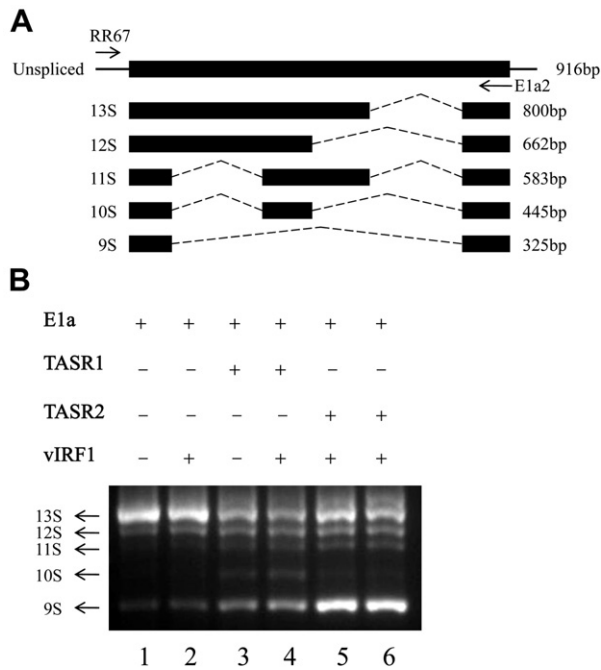 A
RR67
Unspliced 916bp
E1a2
13S 800bp
12S 662bp
11S 583bp
10S 445bp
9S 325bp
B
E1a + + + + + +
TASR1 – – + + – –
TASR2 – – – – + +
vIRF1 – + – + + +
13S
12S
11S
10S
9S
1 2 3 4 5 6